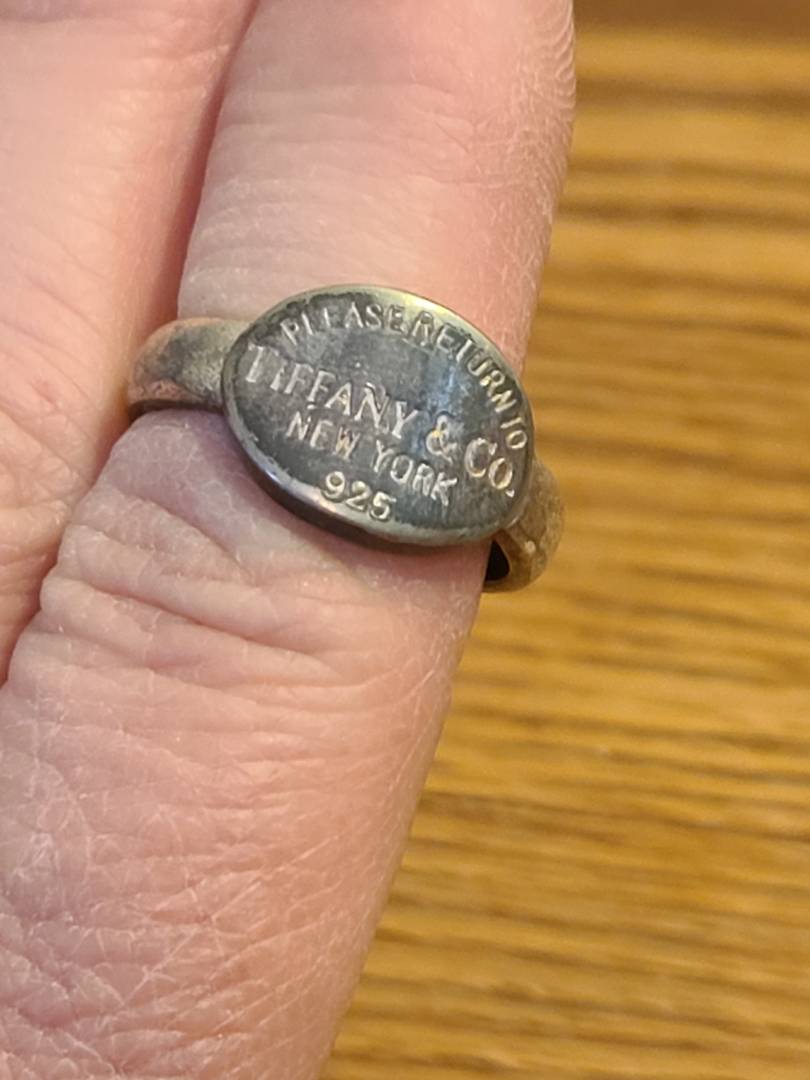 PLEASE RETURN TO
TIFFANY & CO.
NEW YORK
925